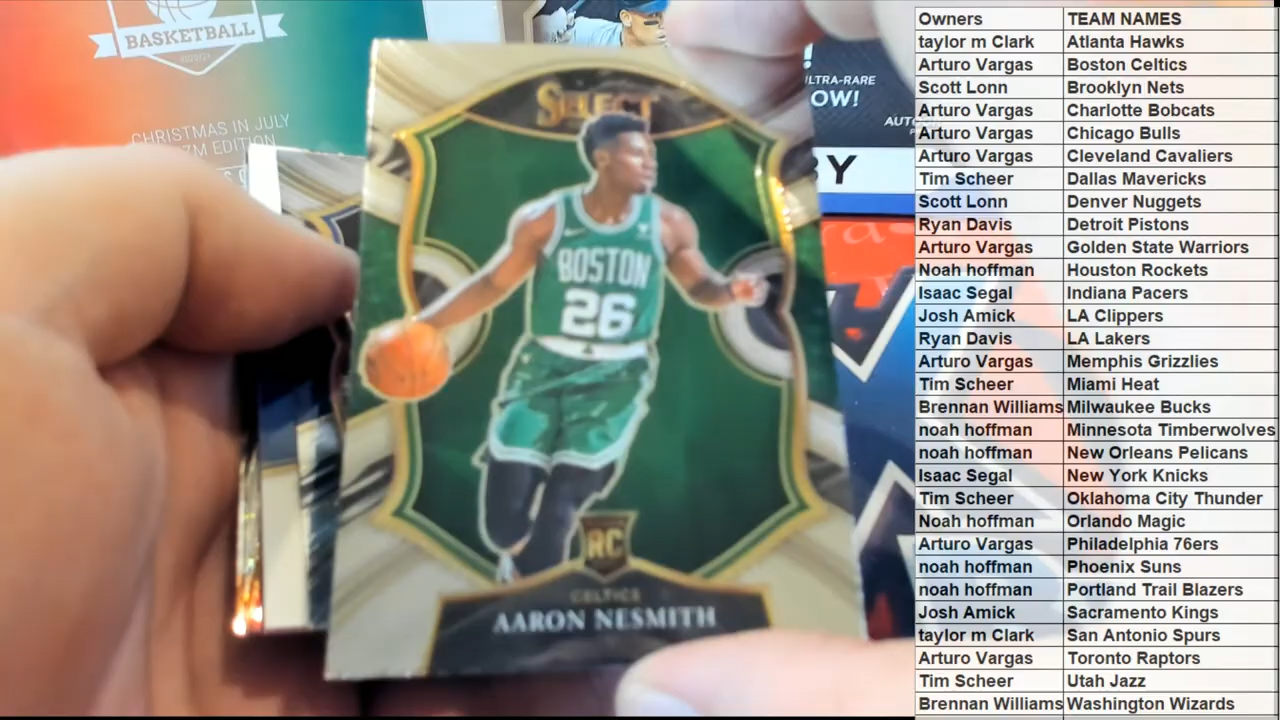 BASKETBALL
CHRISTMAS IN JULY
ZM EDITION
SELECT
BOSTON
26
RC
CELTICS
AARON NESMITH
ULTRA-RARE
OW!
Y
Owners TEAM NAMES
taylor m Clark Atlanta Hawks
Arturo Vargas Boston Celtics
Scott Lonn Brooklyn Nets
Arturo Vargas Charlotte Bobcats
Arturo Vargas Chicago Bulls
Arturo Vargas Cleveland Cavaliers
Tim Scheer Dallas Mavericks
Scott Lonn Denver Nuggets
Ryan Davis Detroit Pistons
Arturo Vargas Golden State Warriors
Noah hoffman Houston Rockets
Isaac Segal Indiana Pacers
Josh Amick LA Clippers
Ryan Davis LA Lakers
Arturo Vargas Memphis Grizzlies
Tim Scheer Miami Heat
Brennan Williams Milwaukee Bucks
noah hoffman Minnesota Timberwolves
noah hoffman New Orleans Pelicans
Isaac Segal New York Knicks
Tim Scheer Oklahoma City Thunder
Noah hoffman Orlando Magic
Arturo Vargas Philadelphia 76ers
noah hoffman Phoenix Suns
noah hoffman Portland Trail Blazers
Josh Amick Sacramento Kings
taylor m Clark San Antonio Spurs
Arturo Vargas Toronto Raptors
Tim Scheer Utah Jazz
Brennan Williams Washington Wizards